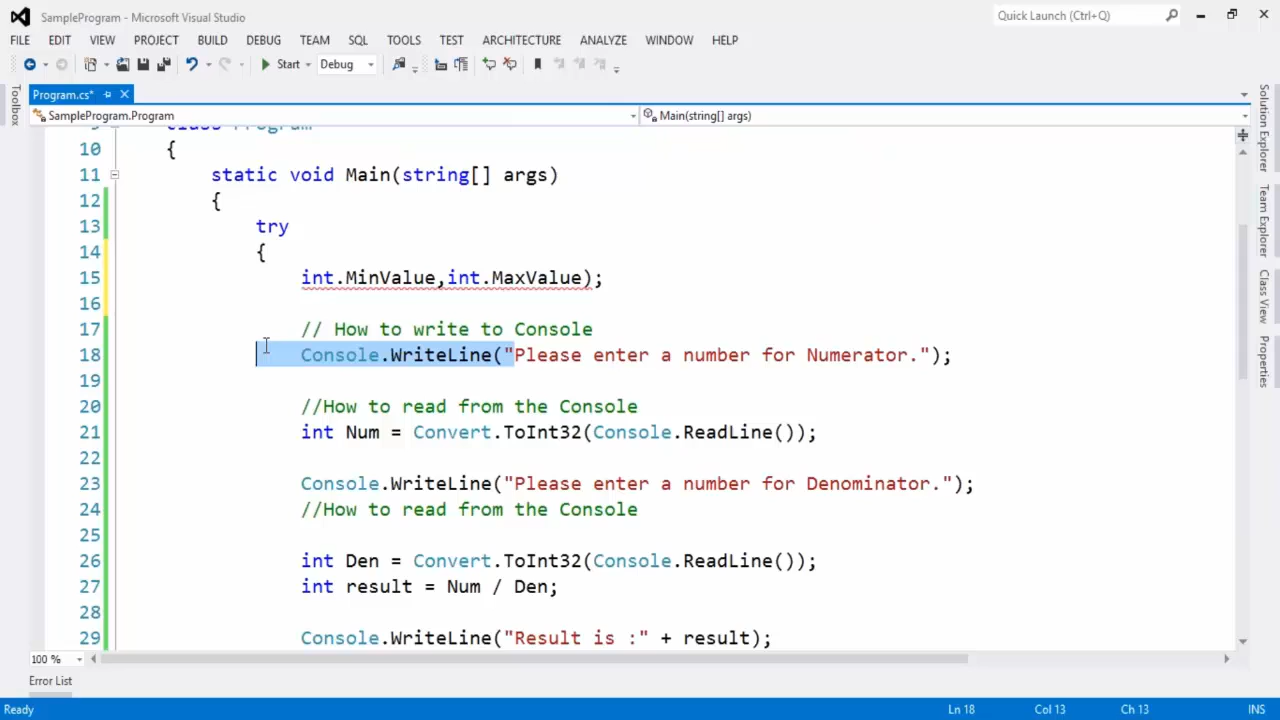 SampleProgram - Microsoft Visual Studio
Quick Launch (Ctrl+Q)
FILE EDIT VIEW PROJECT BUILD DEBUG TEAM SQL TOOLS TEST ARCHITECTURE ANALYZE WINDOW HELP
Start Debug
Toolbox
Program.cs*
SampleProgram.Program
Main(string[] args)
9 class Program
10 {
11 static void Main(string[] args)
12 {
13 try
14 {
15 int.MinValue,int.MaxValue);
16
17 // How to write to Console
18 Console.WriteLine("Please enter a number for Numerator.");
19
20 //How to read from the Console
21 int Num = Convert.ToInt32(Console.ReadLine());
22
23 Console.WriteLine("Please enter a number for Denominator.");
24 //How to read from the Console
25
26 int Den = Convert.ToInt32(Console.ReadLine());
27 int result = Num / Den;
28
29 Console.WriteLine("Result is :" + result);
Solution Explorer
Team Explorer
Class View
Properties
100 %
Error List
Ready Ln 18 Col 13 Ch 13 INS